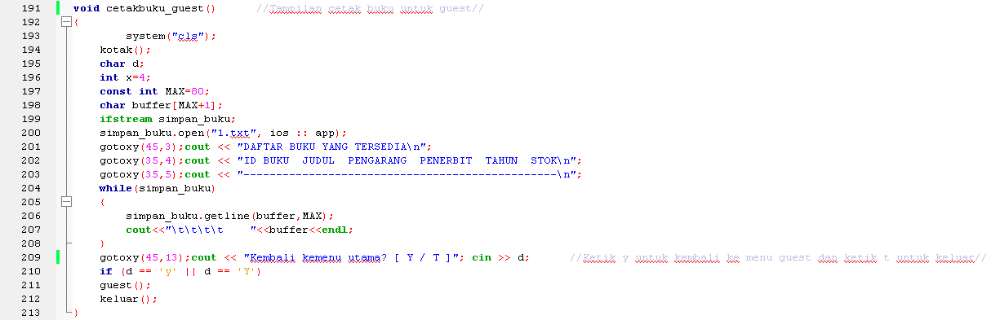 191 void cetakbuku_guest() //Tampilan cetak buku untuk guest//
192 {
193 system("cls");
194 kotak();
195 char d;
196 int x=4;
197 const int MAX=80;
198 char buffer[MAX+1];
199 ifstream simpan_buku;
200 simpan_buku.open("1.txt", ios :: app);
201 gotoxy(45,3);cout << "DAFTAR BUKU YANG TERSEDIA\n";
202 gotoxy(35,4);cout << "ID BUKU  JUDUL  PENGARANG  PENERBIT  TAHUN  STOK\n";
203 gotoxy(35,5);cout << "------------------------------------------------\n";
204 while(simpan_buku)
205 {
206 simpan_buku.getline(buffer,MAX);
207 cout<<"\t\t\t\t    "<<buffer<<endl;
208 }
209 gotoxy(45,13);cout << "Kembali kemenu utama? [ Y / T ]"; cin >> d; //Ketik y untuk kembali ke menu guest dan ketik t untuk keluar//
210 if (d == 'y' || d == 'Y')
211 guest();
212 keluar();
213 }